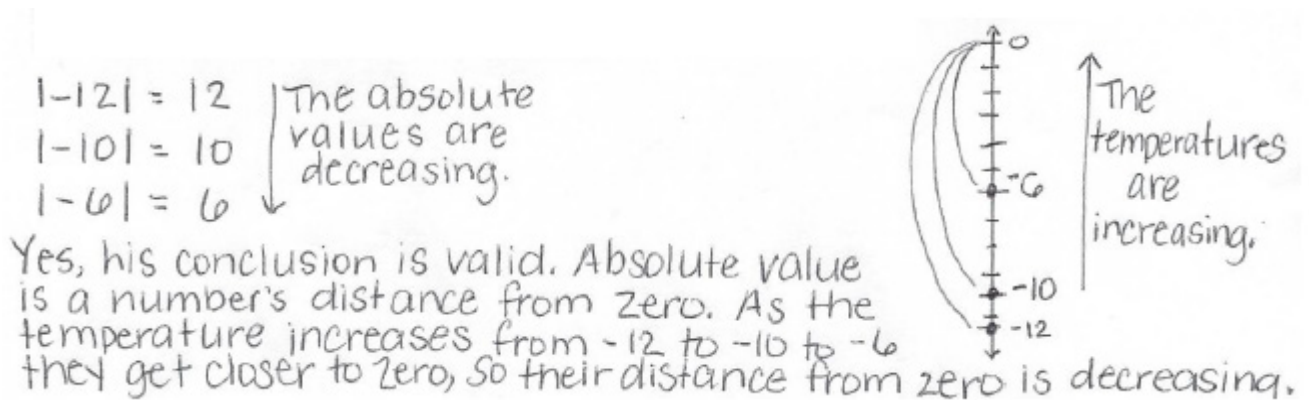 |-12| = 12
|-10| = 10
|-6| = 6
The absolute
values are
decreasing.
0
-6
-10
-12
The
temperatures
are
increasing.
Yes, his conclusion is valid. Absolute value
is a number's distance from zero. As the
temperature increases from -12 to -10 to -6
they get closer to zero, so their distance from zero is decreasing.